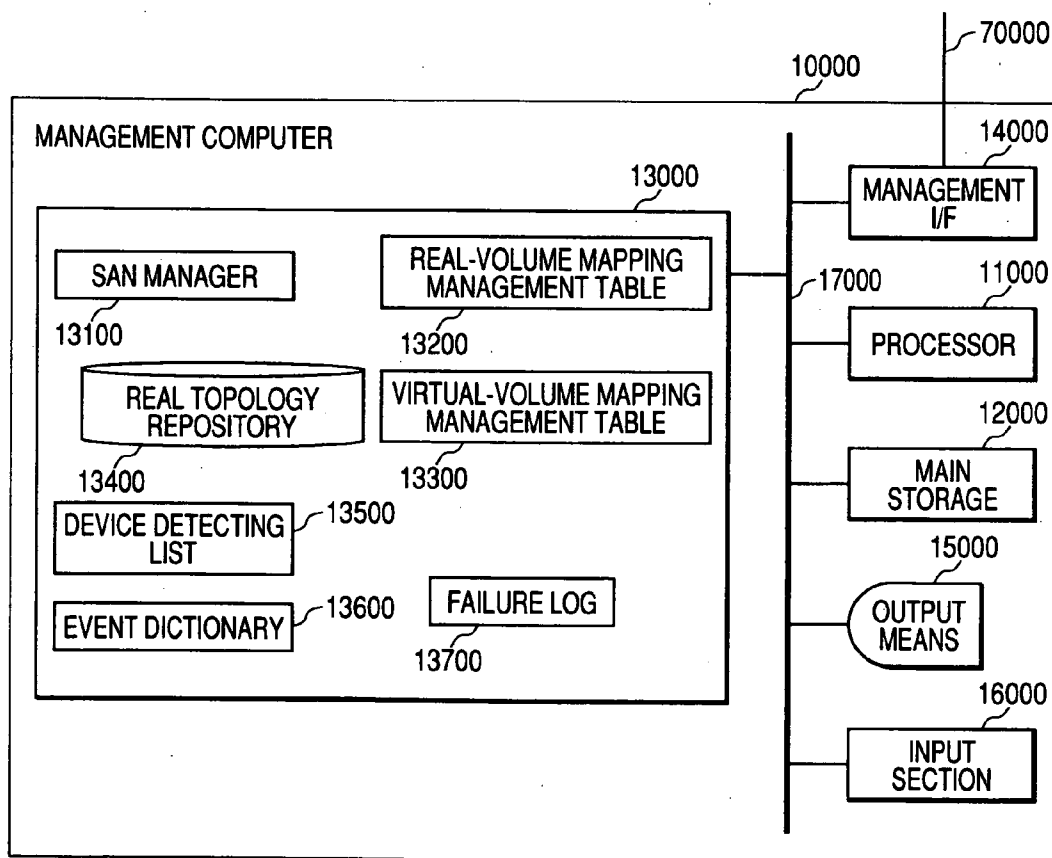 70000
10000
MANAGEMENT COMPUTER
14000
MANAGEMENT
I/F
13000
SAN MANAGER
13100
REAL-VOLUME MAPPING
MANAGEMENT TABLE
13200
17000
11000
PROCESSOR
REAL TOPOLOGY
REPOSITORY
13400
VIRTUAL-VOLUME MAPPING
MANAGEMENT TABLE
13300
12000
MAIN
STORAGE
DEVICE DETECTING
LIST
13500
15000
OUTPUT
MEANS
EVENT DICTIONARY
13600
FAILURE LOG
13700
16000
INPUT
SECTION